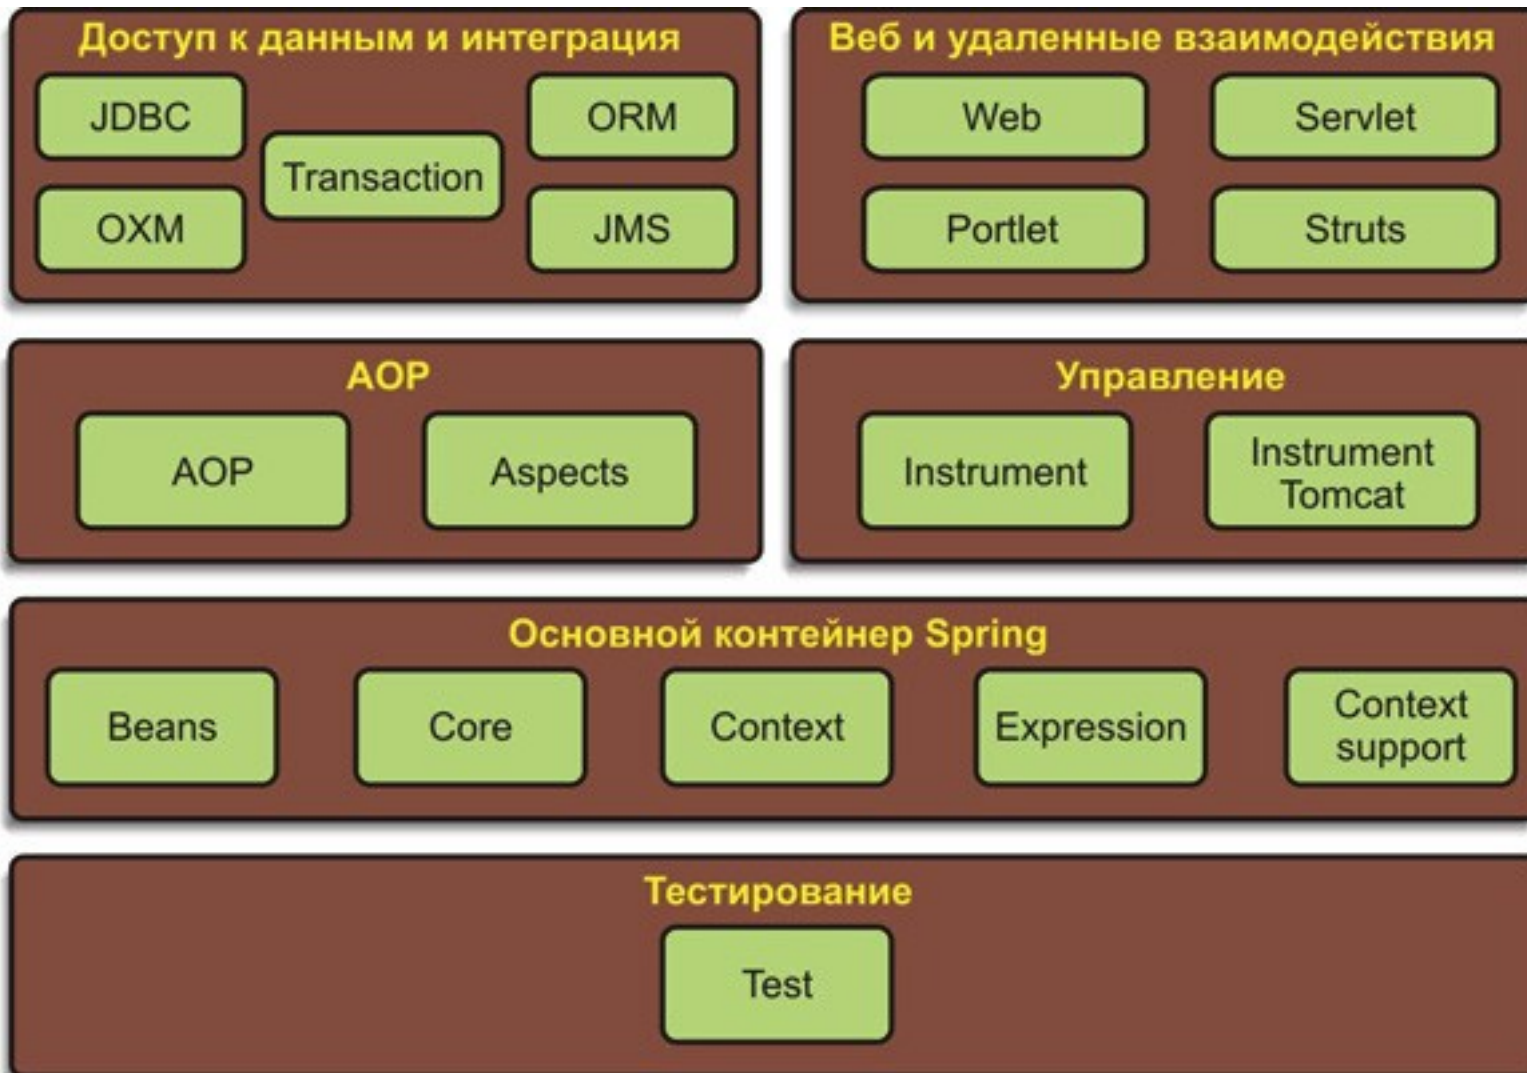 Доступ к данным и интеграция
JDBC
ORM
Transaction
OXM
JMS
Веб и удаленные взаимодействия
Web
Servlet
Portlet
Struts
AOP
AOP
Aspects
Управление
Instrument
Instrument
Tomcat
Основной контейнер Spring
Beans
Core
Context
Expression
Context
support
Тестирование
Test